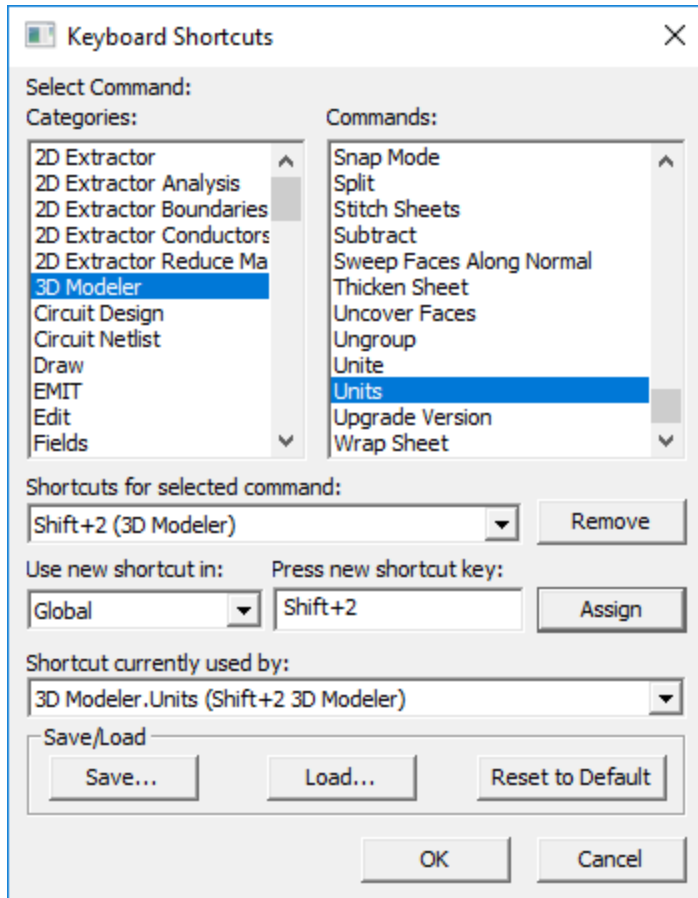 Keyboard Shortcuts
Select Command:
Categories:
Commands:
2D Extractor
2D Extractor Analysis
2D Extractor Boundaries
2D Extractor Conductors
2D Extractor Reduce Ma
3D Modeler
Circuit Design
Circuit Netlist
Draw
EMIT
Edit
Fields
Snap Mode
Split
Stitch Sheets
Subtract
Sweep Faces Along Normal
Thicken Sheet
Uncover Faces
Ungroup
Unite
Units
Upgrade Version
Wrap Sheet
Shortcuts for selected command:
Shift+2 (3D Modeler)
Remove
Use new shortcut in:
Press new shortcut key:
Global
Shift+2
Assign
Shortcut currently used by:
3D Modeler.Units (Shift+2 3D Modeler)
Save/Load
Save...
Load...
Reset to Default
OK
Cancel